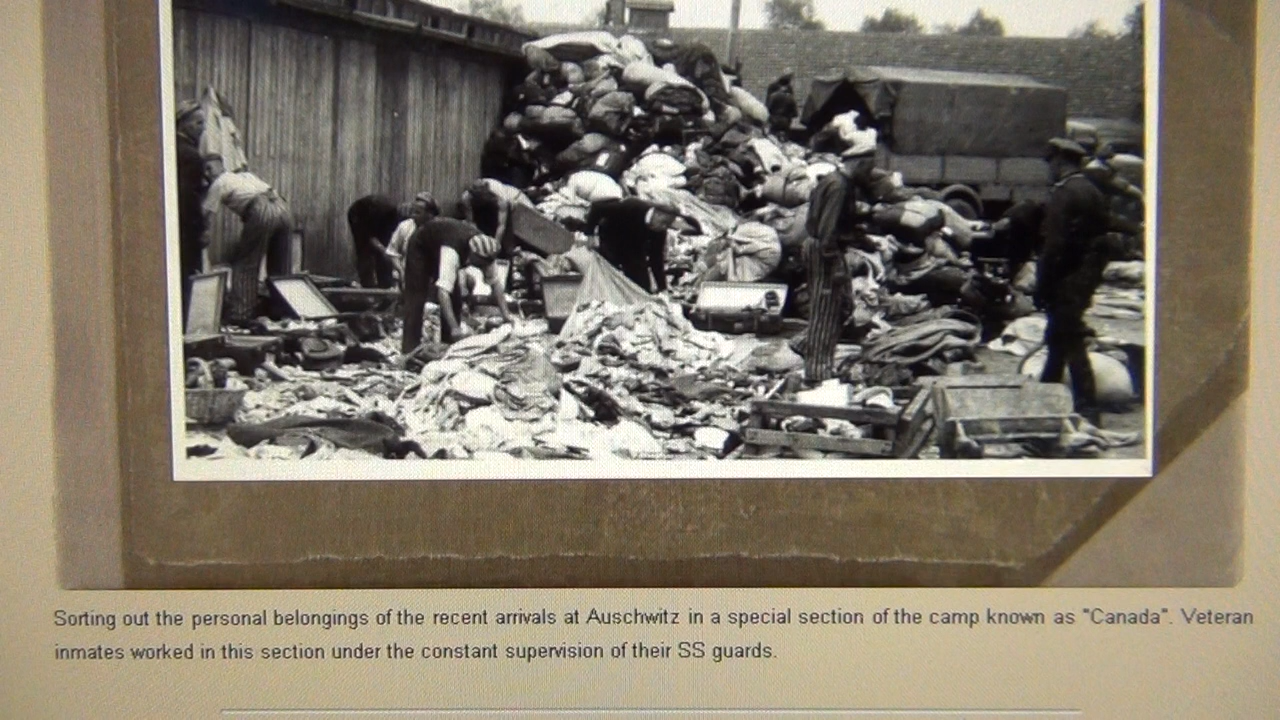 Sorting out the personal belongings of the recent arrivals at Auschwitz in a special section of the camp known as "Canada". Veteran
inmates worked in this section under the constant supervision of their SS guards.